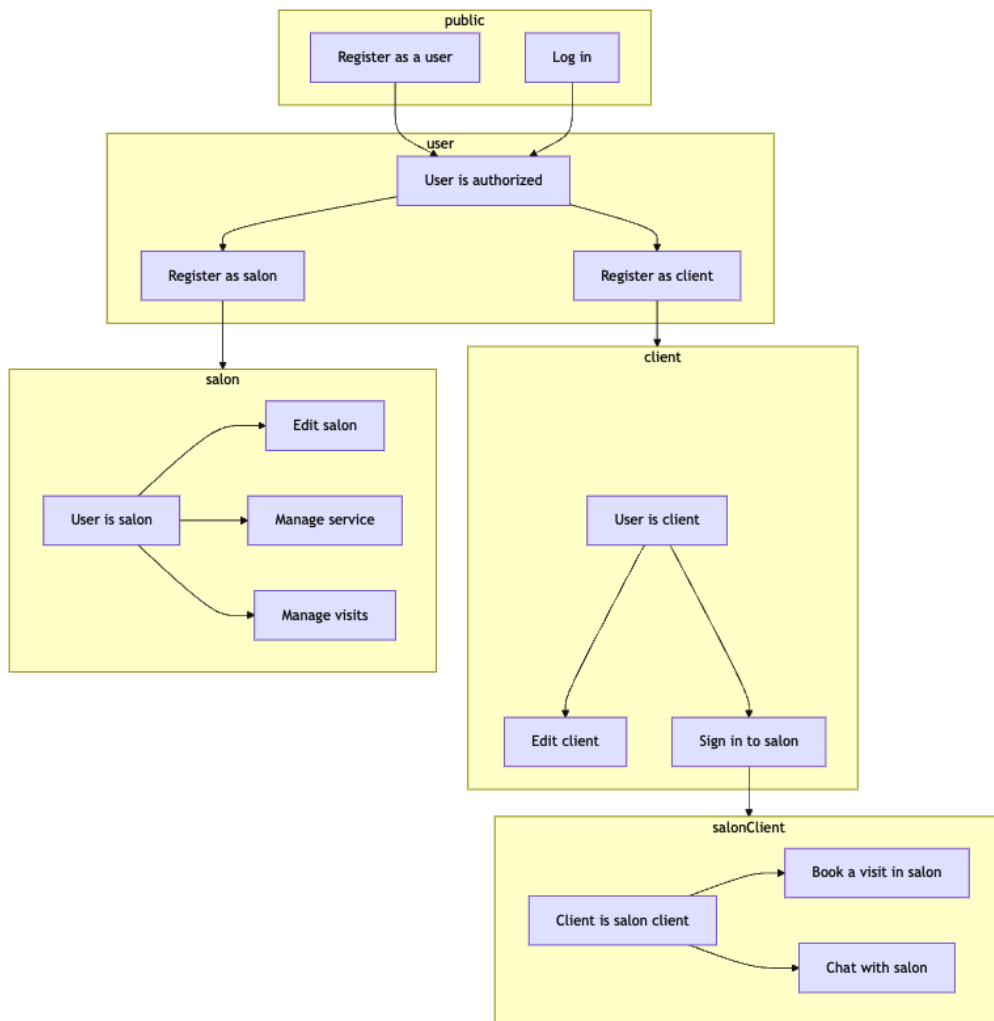 public
Register as a user
Log in
user
User is authorized
Register as salon
Register as client
salon
Edit salon
User is salon
Manage service
Manage visits
client
User is client
Edit client
Sign in to salon
salonClient
Book a visit in salon
Client is salon client
Chat with salon